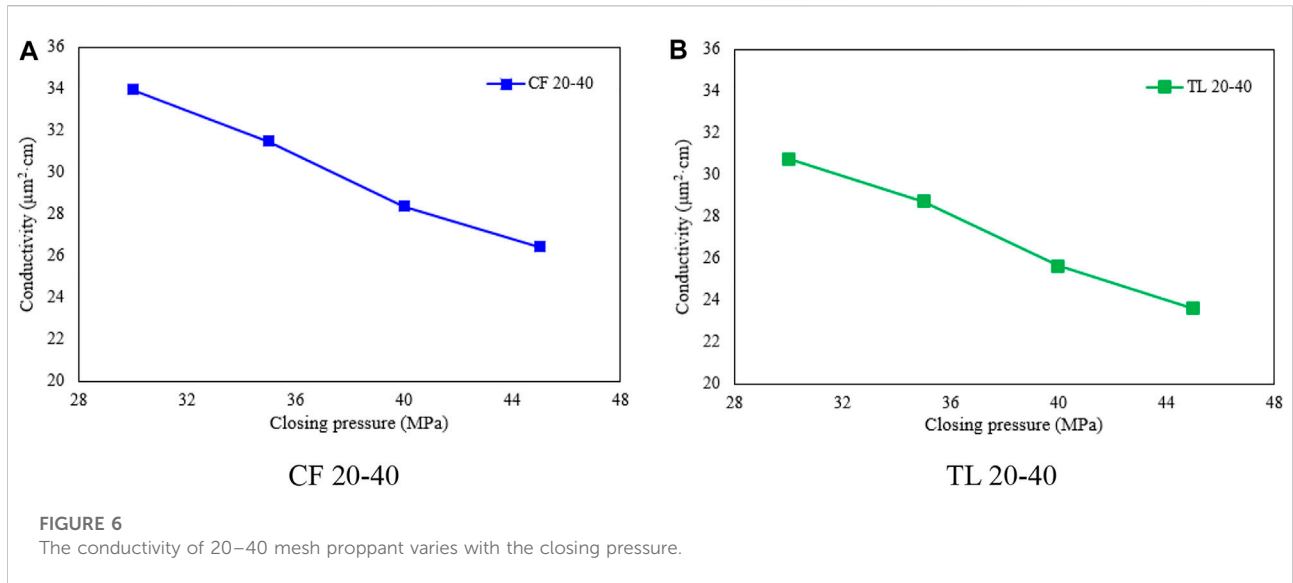 A
36
34
32
30
28
26
24
22
20
Conductivity (μm²·cm)
CF 20-40
28 32 36 40 44 48
Closing pressure (MPa)
CF 20-40
B
36
34
32
30
28
26
24
22
20
Conductivity (μm²·cm)
TL 20-40
28 32 36 40 44 48
Closing pressure (MPa)
TL 20-40
FIGURE 6
The conductivity of 20–40 mesh proppant varies with the closing pressure.